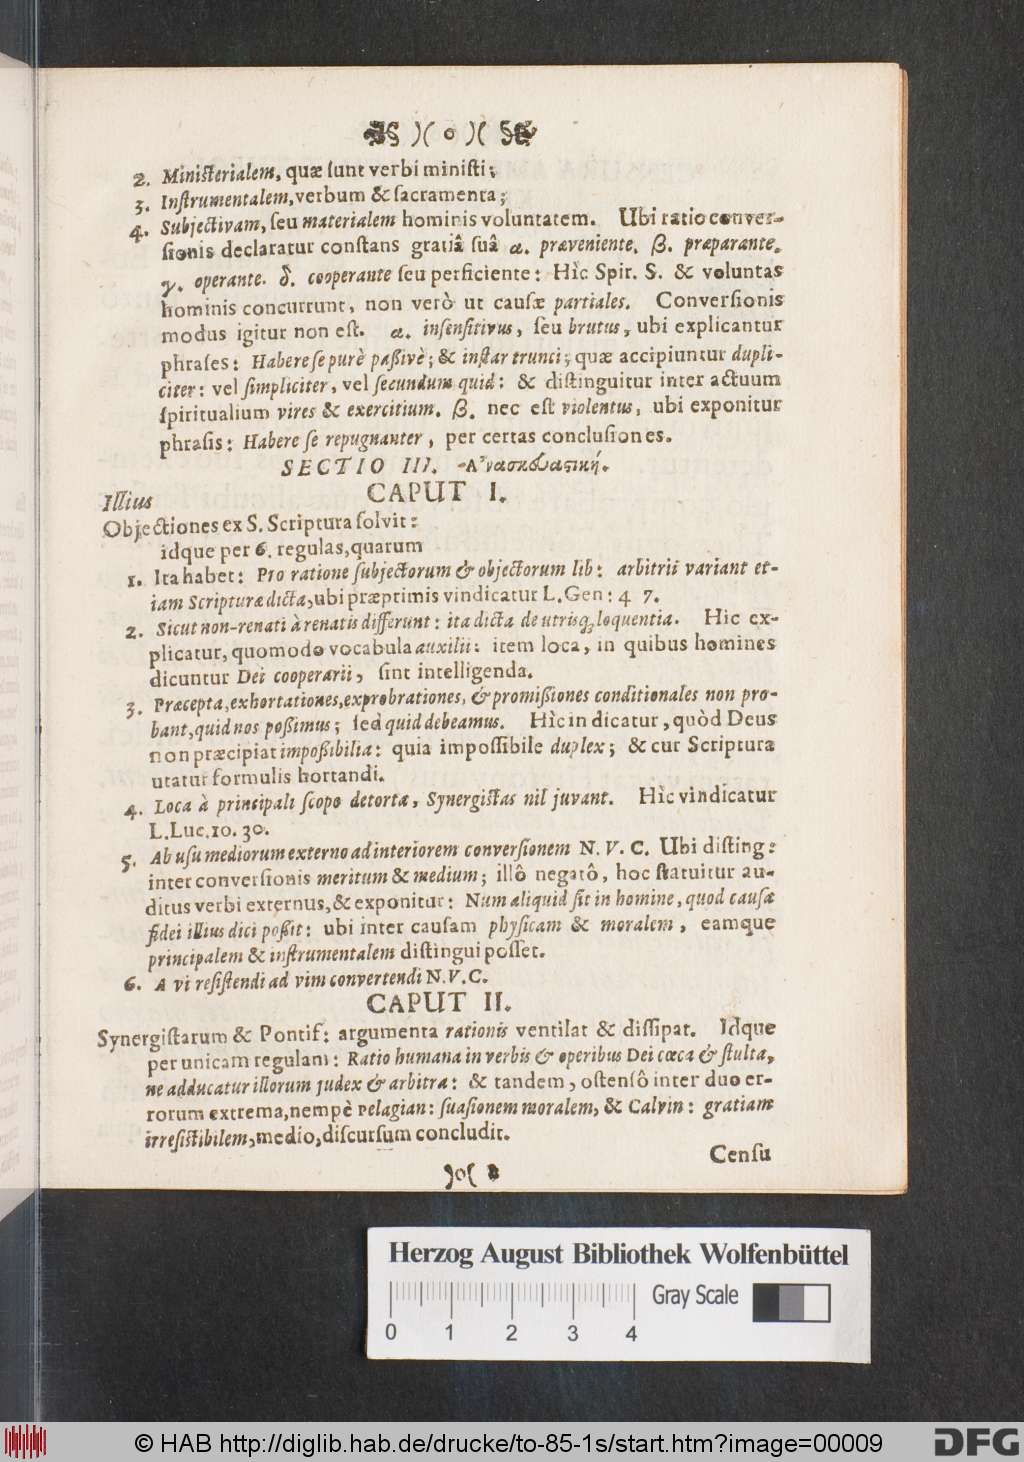 )( o )(
2. Ministerialem, quæ sunt verbi ministi;
3. Instrumentalem, verbum & sacramenta;
4. Subjectivam, seu materialem hominis voluntatem. Ubi ratio conver-
sionis declaratur constans gratiâ suâ α. præveniente. β. præparante.
γ. operante. δ. cooperante seu perficiente: Hìc Spir. S. & voluntas
hominis concurrunt, non verò ut causæ partiales. Conversionis
modus igitur non est. α. insensitivus, seu brutus, ubi explicantur
phrases: Habere se purè passivè; & instar trunci; quæ accipiuntur dupli-
citer: vel simpliciter, vel secundum quid: & distinguitur inter actuum
spiritualium vires & exercitium. β. nec est violentus, ubi exponitur
phrasis: Habere se repugnanter, per certas conclusiones.
SECTIO III. Ἀνασκευαστική.
CAPUT I.
Illius
Objectiones ex S. Scriptura solvit:
idque per 6. regulas, quarum
1. Ita habet: Pro ratione subjectorum & objectorum lib: arbitrii variant et-
iam Scripturæ dicta, ubi præprimis vindicatur L. Gen: 4 7.
2. Sicut non-renati à renatis differunt: ita dicta de utrisq; loquentia. Hic ex-
plicatur, quomodo vocabula auxilii: item loca, in quibus homines
dicuntur Dei cooperarii, sint intelligenda.
3. Præcepta, exhortationes, exprobrationes, & promissiones conditionales non pro-
bant, quid nos possimus; sed quid debeamus. Hìc indicatur, quòd Deus
non præcipiat impossibilia: quia impossibile duplex; & cur Scriptura
utatur formulis hortandi.
4. Loca à principali scopo detorta, Synergistas nil juvant. Hìc vindicatur
L. Luc. 10. 30.
5. Ab usu mediorum externo ad interiorem conversionem N. V. C. Ubi disting:
inter conversionis meritum & medium; illô negatô, hoc statuitur au-
ditus verbi externus, & exponitur: Num aliquid sit in homine, quod causa
fidei illius dici possit: ubi inter causam physicam & moralem, eamque
principalem & instrumentalem distingui posset.
6. A vi resistendi ad vim convertendi N. V. C.
CAPUT II.
Synergistarum & Pontif: argumenta rationis ventilat & dissipat. Idque
per unicam regulam: Ratio humana in verbis & operibus Dei cœca & stulta,
ne adducatur illorum judex & arbitra: & tandem, ostensô inter duo er-
rorum extrema, nempè Pelagian: suasionem moralem, & Calvin: gratiam
irresistibilem, medio, discursum concludit.
)o( 2
Censu
Herzog August Bibliothek Wolfenbüttel
0 1 2 3 4
Gray Scale
© HAB http://diglib.hab.de/drucke/to-85-1s/start.htm?image=00009
DFG